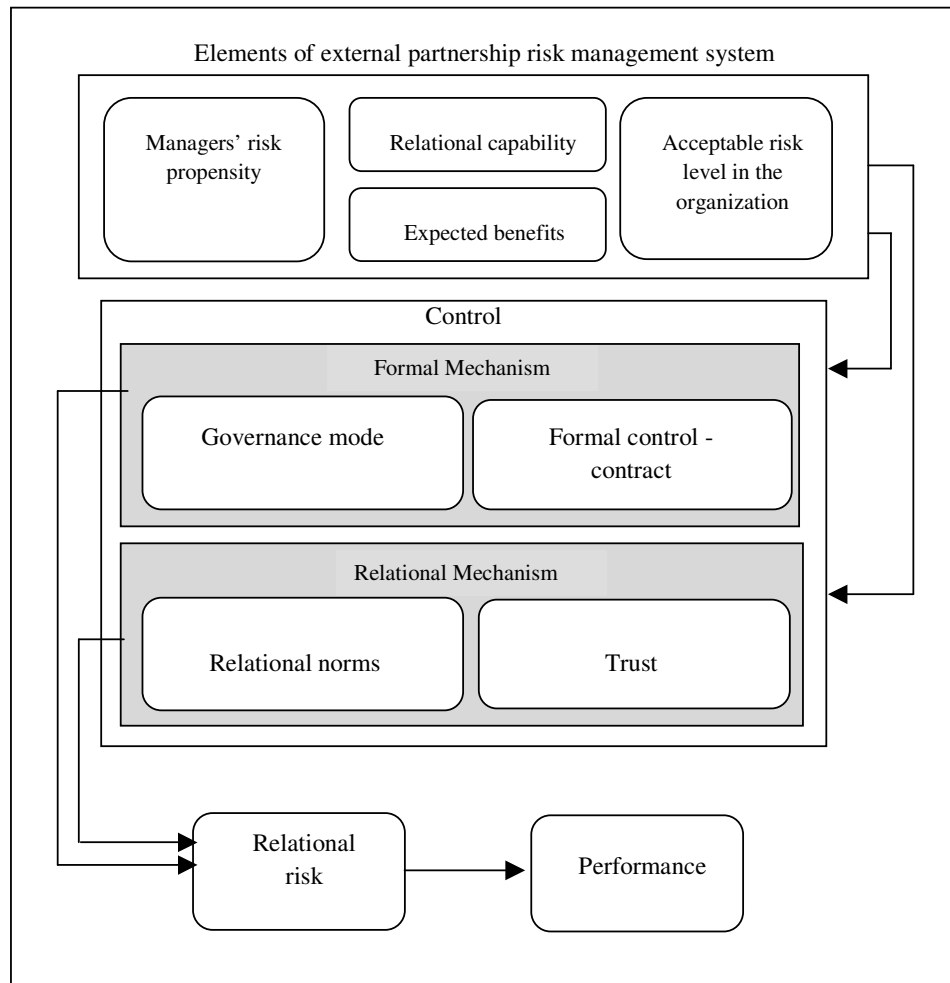 Elements of external partnership risk management system
Managers' risk
propensity
Relational capability
Expected benefits
Acceptable risk
level in the
organization
Control
Formal Mechanism
Governance mode
Formal control -
contract
Relational Mechanism
Relational norms
Trust
Relational
risk
Performance